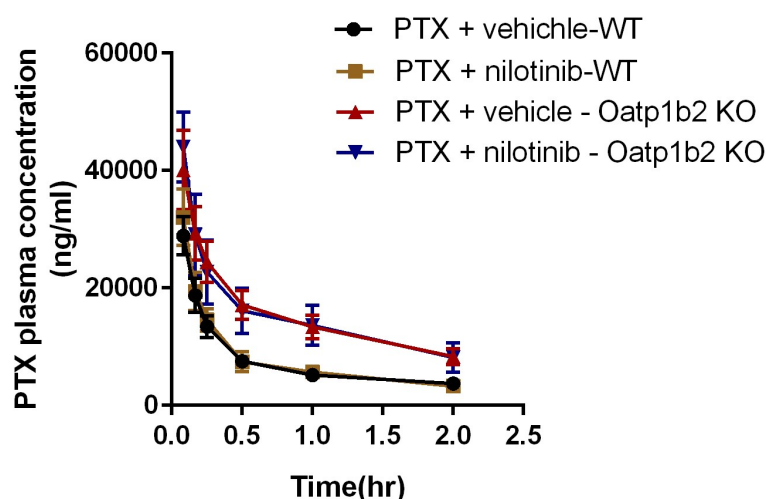 PTX + vehichle-WT
PTX + nilotinib-WT
PTX + vehicle - Oatp1b2 KO
PTX + nilotinib - Oatp1b2 KO
PTX plasma concentration
(ng/ml)
60000
40000
20000
0
0.0 0.5 1.0 1.5 2.0 2.5
Time(hr)